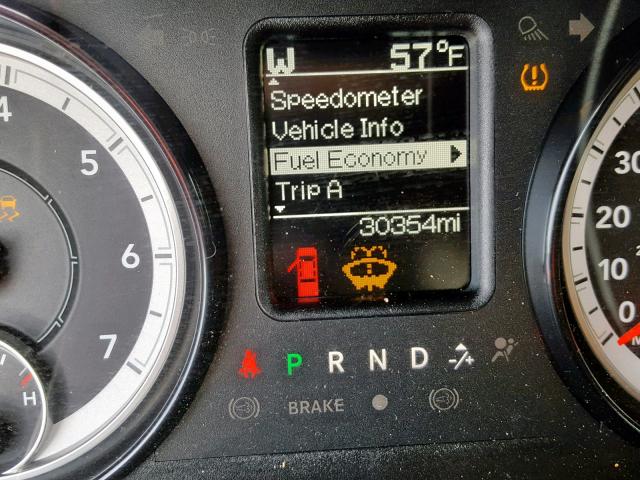 W 57°F
Speedometer
Vehicle Info
Fuel Economy
Trip A
30354mi
4
5
6
7
H
30
20
10
0
P R N D -/+
BRAKE